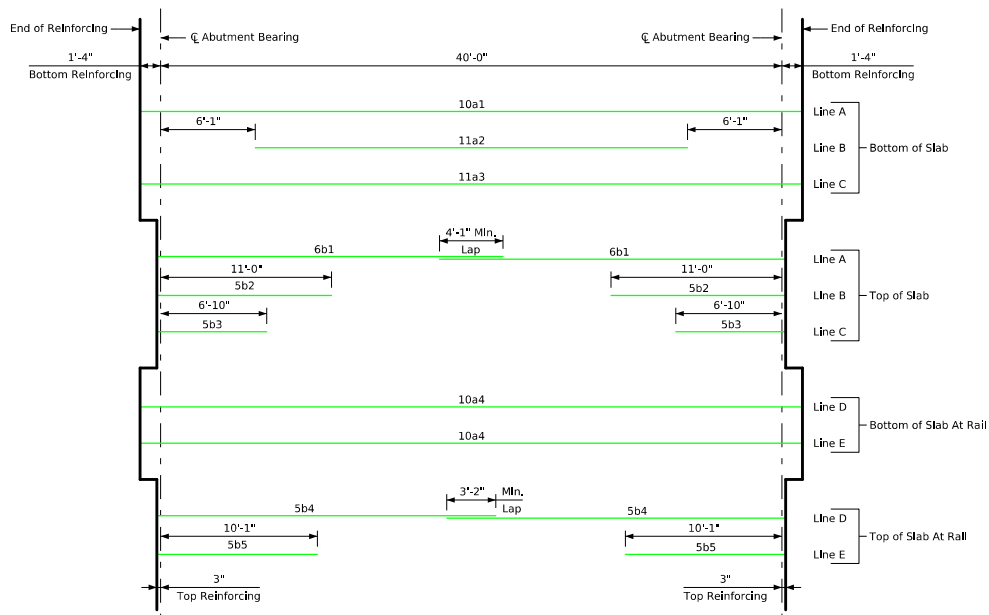 End of Reinforcing
℄ Abutment Bearing
℄ Abutment Bearing
End of Reinforcing
1'-4"
Bottom Reinforcing
40'-0"
1'-4"
Bottom Reinforcing
10a1
Line A
6'-1"
6'-1"
11a2
Line B
Bottom of Slab
11a3
Line C
4'-1" Min.
Lap
6b1
6b1
Line A
11'-0"
11'-0"
5b2
5b2
Line B
Top of Slab
6'-10"
6'-10"
5b3
5b3
Line C
10a4
Line D
Bottom of Slab At Rail
10a4
Line E
3'-2" Min.
Lap
5b4
5b4
Line D
10'-1"
10'-1"
Top of Slab At Rail
5b5
5b5
Line E
3"
Top Reinforcing
3"
Top Reinforcing